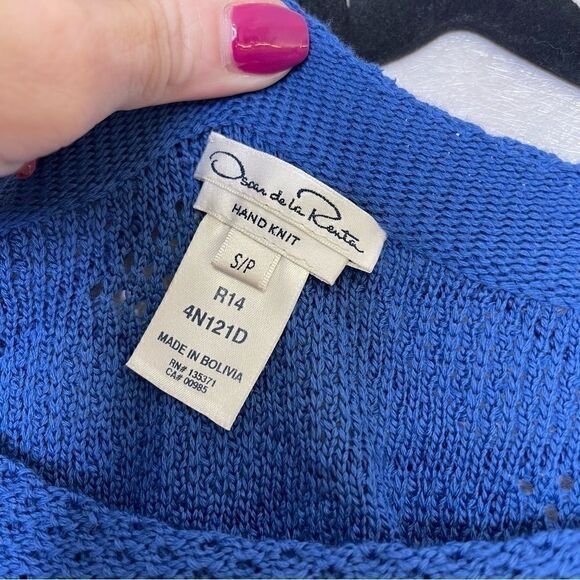 Oscar de la Renta
HAND KNIT
S/P
R14
4N121D
MADE IN BOLIVIA
RN# 135371
CA# 00985